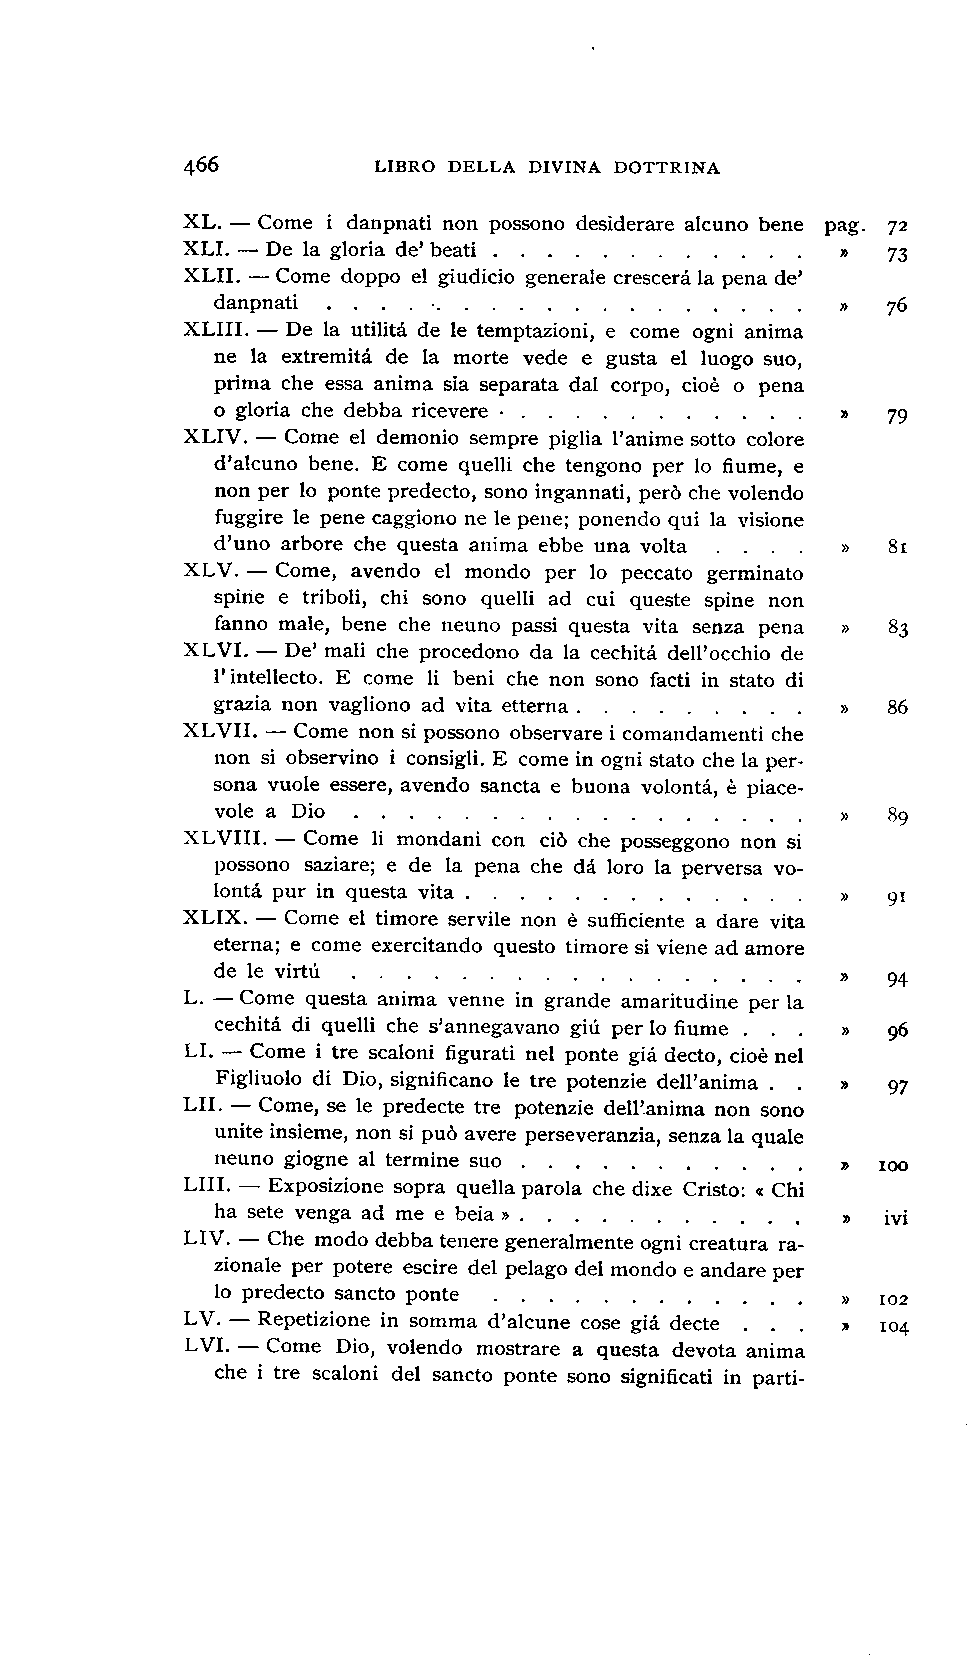 466 LIBRO DELLA DIVINA DOTTRINA
XL. — Come i danpnati non possono desiderare alcuno bene pag. 72
XLI. — De la gloria de' beati . . . . . . . . . . . . » 73
XLII. — Come doppo el giudicio generale crescerá la pena de'
danpnati . . . . . . . . . . . . . . . . . . » 76
XLIII. — De la utilitá de le temptazioni, e come ogni anima
ne la extremitá de la morte vede e gusta el luogo suo,
prima che essa anima sia separata dal corpo, cioè o pena
o gloria che debba ricevere . . . . . . . . . . . . » 79
XLIV. — Come el demonio sempre piglia l'anime sotto colore
d'alcuno bene. E come quelli che tengono per lo fiume, e
non per lo ponte predecto, sono ingannati, però che volendo
fuggire le pene caggiono ne le pene; ponendo qui la visione
d'uno arbore che questa anima ebbe una volta . . . . » 81
XLV. — Come, avendo el mondo per lo peccato germinato
spine e triboli, chi sono quelli ad cui queste spine non
fanno male, bene che neuno passi questa vita senza pena » 83
XLVI. — De' mali che procedono da la cechitá dell'occhio de
l'intellecto. E come li beni che non sono facti in stato di
grazia non vagliono ad vita etterna . . . . . . . . . » 86
XLVII. — Come non si possono observare i comandamenti che
non si observino i consigli. E come in ogni stato che la per-
sona vuole essere, avendo sancta e buona volontá, è piace-
vole a Dio . . . . . . . . . . . . . . . . . » 89
XLVIII. — Come li mondani con ciò che posseggono non si
possono saziare; e de la pena che dá loro la perversa vo-
lontá pur in questa vita . . . . . . . . . . . . . » 91
XLIX. — Come el timore servile non è sufficiente a dare vita
eterna; e come exercitando questo timore si viene ad amore
de le virtú . . . . . . . . . . . . . . . . . » 94
L. — Come questa anima venne in grande amaritudine per la
cechitá di quelli che s'annegavano giú per lo fiume . . . » 96
LI. — Come i tre scaloni figurati nel ponte giá decto, cioè nel
Figliuolo di Dio, significano le tre potenzie dell'anima . . » 97
LII. — Come, se le predecte tre potenzie dell'anima non sono
unite insieme, non si può avere perseveranzia, senza la quale
neuno giogne al termine suo . . . . . . . . . . . » 100
LIII. — Exposizione sopra quella parola che dixe Cristo: « Chi
ha sete venga ad me e beia » . . . . . . . . . . . » ivi
LIV. — Che modo debba tenere generalmente ogni creatura ra-
zionale per potere escire del pelago del mondo e andare per
lo predecto sancto ponte . . . . . . . . . . . . » 102
LV. — Repetizione in somma d'alcune cose giá decte . . . » 104
LVI. — Come Dio, volendo mostrare a questa devota anima
che i tre scaloni del sancto ponte sono significati in parti-